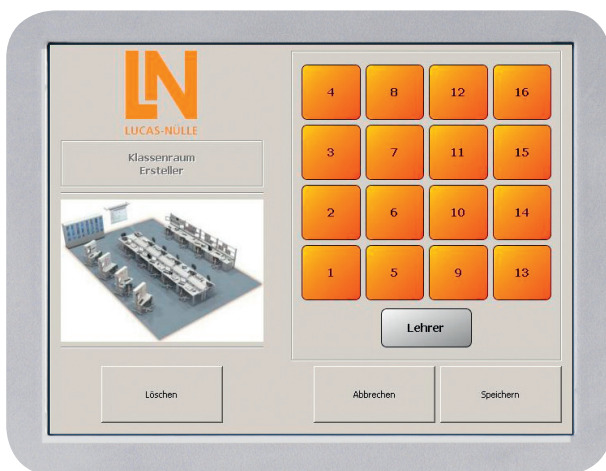 LN
LUCAS-NÜLLE
Klassenraum
Ersteller
4 8 12 16
3 7 11 15
2 6 10 14
1 5 9 13
Lehrer
Löschen Abbrechen Speichern